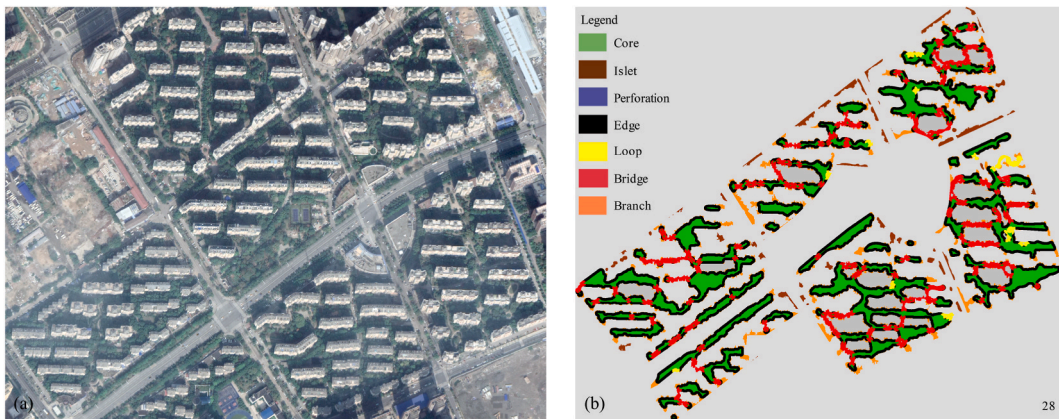 (a)
Legend
Core
Islet
Perforation
Edge
Loop
Bridge
Branch
(b)
28